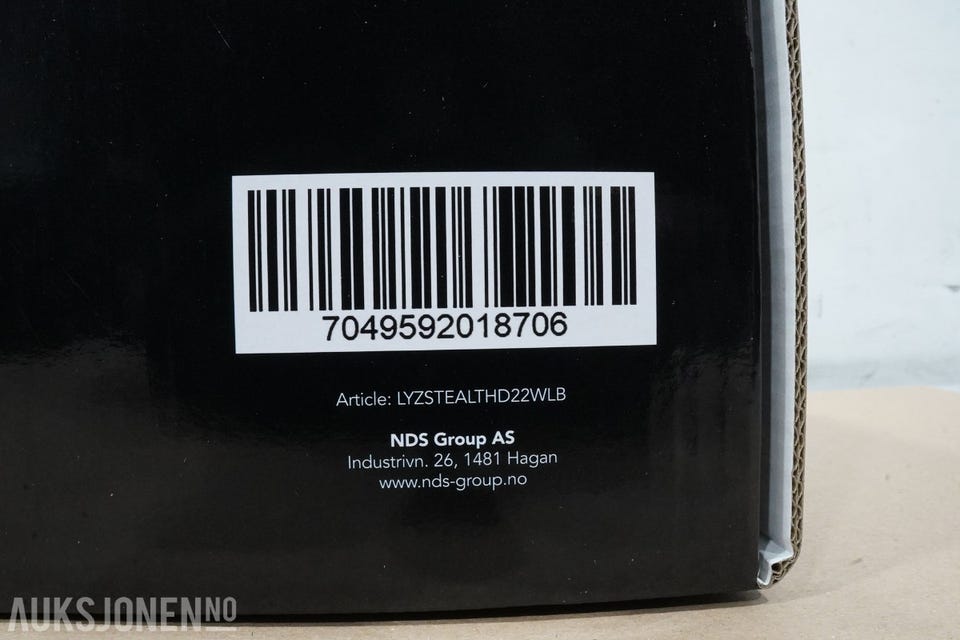 7049592018706
Article: LYZSTEALTHD22WLB
NDS Group AS
Industrivn. 26, 1481 Hagan
www.nds-group.no
AUKSJONEN.NO